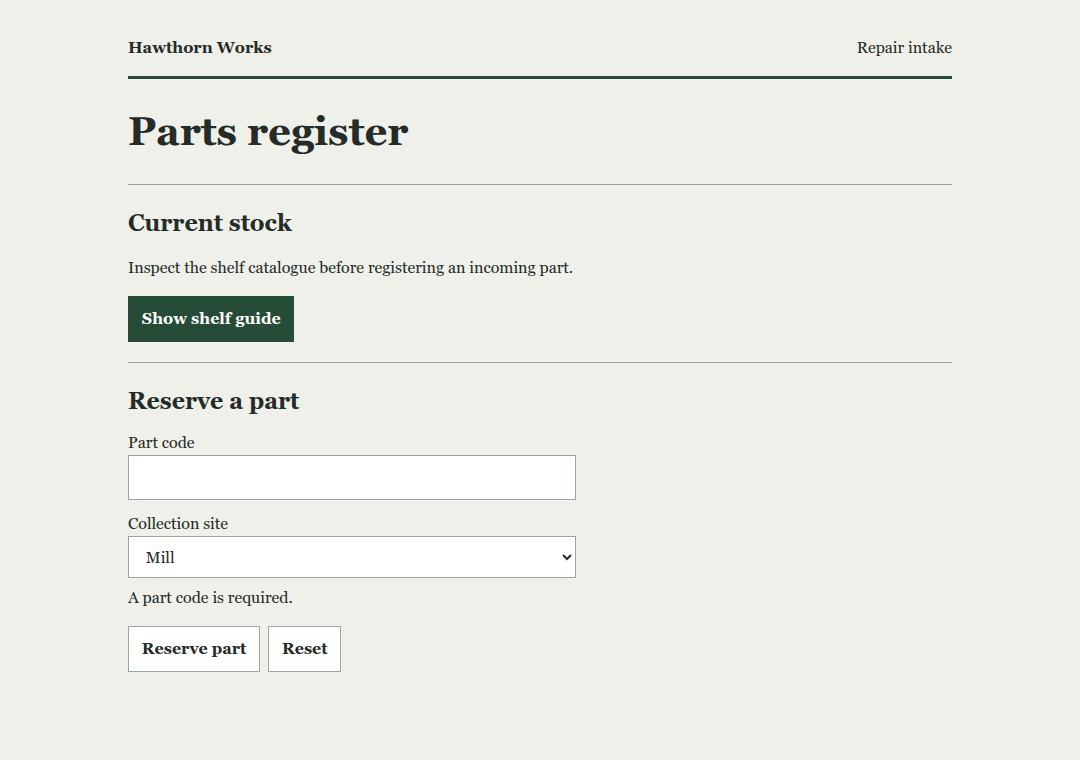 Hawthorn Works
Repair intake
Parts register
Current stock
Inspect the shelf catalogue before registering an incoming part.
Show shelf guide
Reserve a part
Part code
Collection site
Mill
A part code is required.
Reserve part
Reset